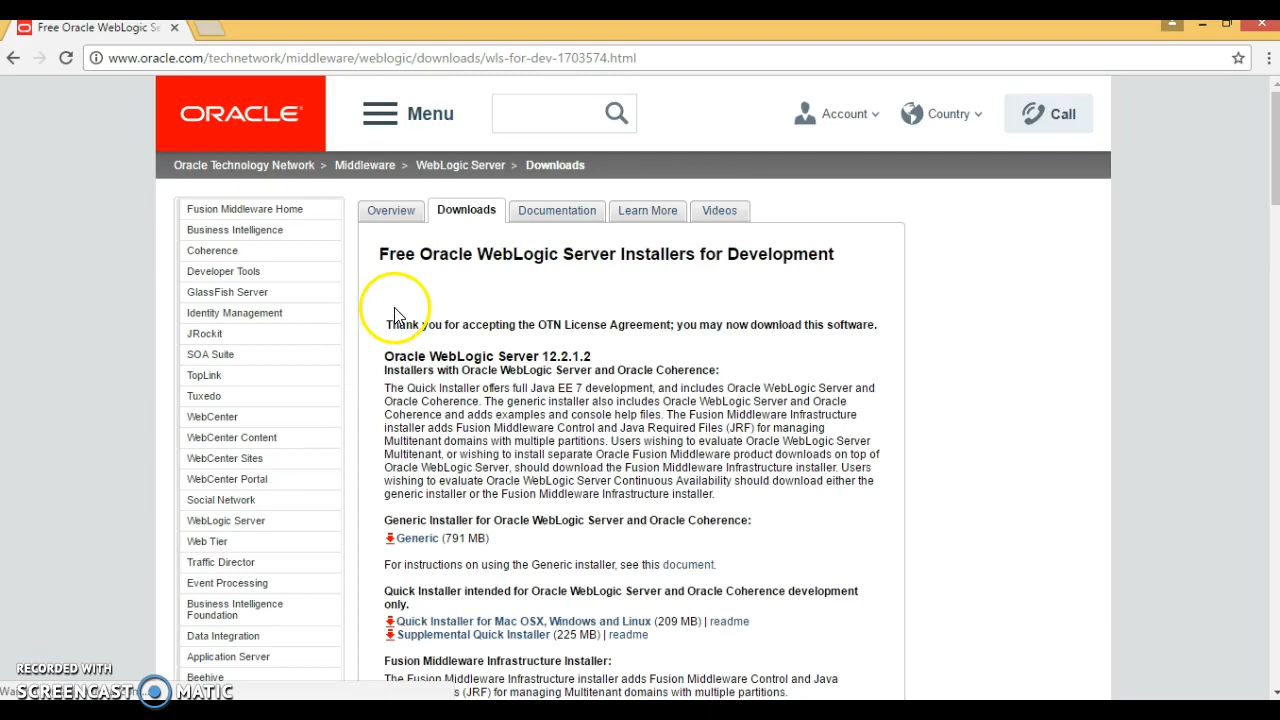 Free Oracle WebLogic Se
www.oracle.com/technetwork/middleware/weblogic/downloads/wls-for-dev-1703574.html
ORACLE
Menu
Account
Country
Call
Oracle Technology Network > Middleware > WebLogic Server > Downloads
Fusion Middleware Home
Business Intelligence
Coherence
Developer Tools
GlassFish Server
Identity Management
JRockit
SOA Suite
TopLink
Tuxedo
WebCenter
WebCenter Content
WebCenter Sites
WebCenter Portal
Social Network
WebLogic Server
Web Tier
Traffic Director
Event Processing
Business Intelligence
Foundation
Data Integration
Application Server
Beehive
Overview
Downloads
Documentation
Learn More
Videos
Free Oracle WebLogic Server Installers for Development
Thank you for accepting the OTN License Agreement; you may now download this software.
Oracle WebLogic Server 12.2.1.2
Installers with Oracle WebLogic Server and Oracle Coherence:
The Quick Installer offers full Java EE 7 development, and includes Oracle WebLogic Server and
Oracle Coherence. The generic installer also includes Oracle WebLogic Server and Oracle
Coherence and adds examples and console help files. The Fusion Middleware Infrastructure
installer adds Fusion Middleware Control and Java Required Files (JRF) for managing
Multitenant domains with multiple partitions. Users wishing to evaluate Oracle WebLogic Server
Multitenant, or wishing to install separate Oracle Fusion Middleware product downloads on top of
Oracle WebLogic Server, should download the Fusion Middleware Infrastructure installer. Users
wishing to evaluate Oracle WebLogic Server Continuous Availability should download either the
generic installer or the Fusion Middleware Infrastructure installer.
Generic Installer for Oracle WebLogic Server and Oracle Coherence:
Generic (791 MB)
For instructions on using the Generic installer, see this document.
Quick Installer intended for Oracle WebLogic Server and Oracle Coherence development
only.
Quick Installer for Mac OSX, Windows and Linux (209 MB) | readme
Supplemental Quick Installer (225 MB) | readme
Fusion Middleware Infrastructure Installer:
The Fusion Middleware Infrastructure installer adds Fusion Middleware Control and Java
(JRF) for managing Multitenant domains with multiple partitions.
RECORDED WITH
SCREENCAST MATIC